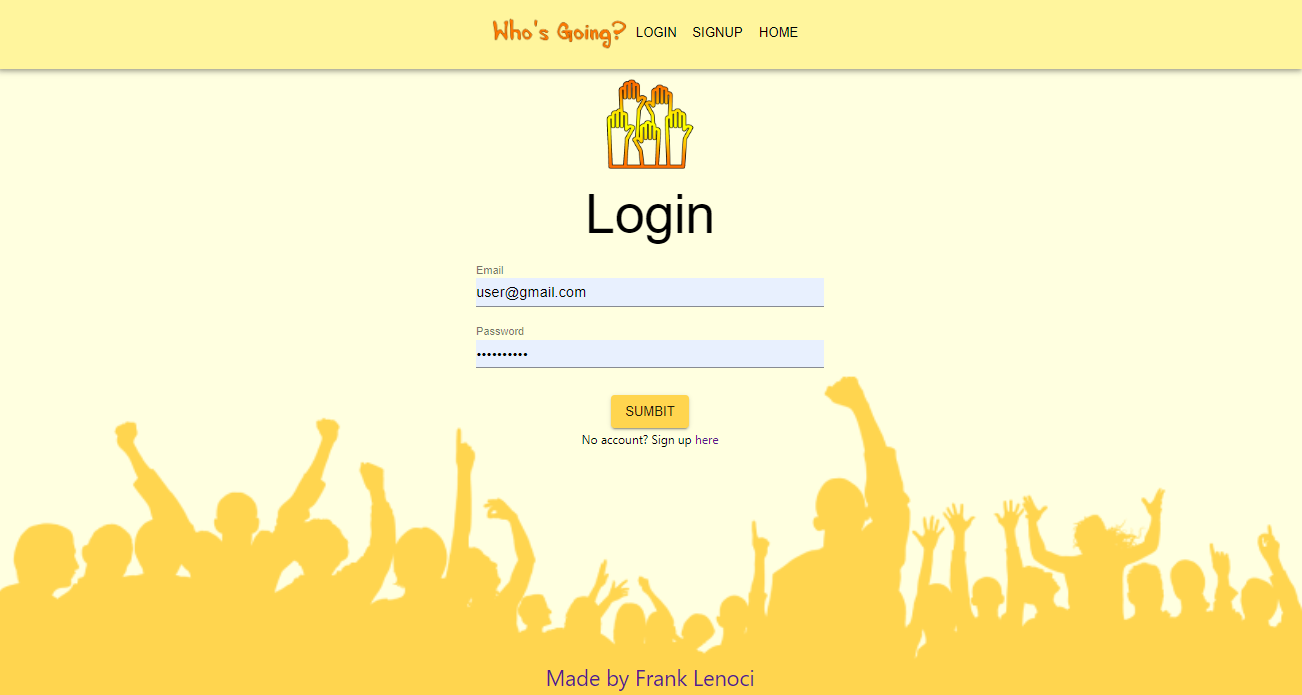 Who's Going? LOGIN SIGNUP HOME
Login
Email
user@gmail.com
Password
••••••••••
SUMBIT
No account? Sign up here
Made by Frank Lenoci